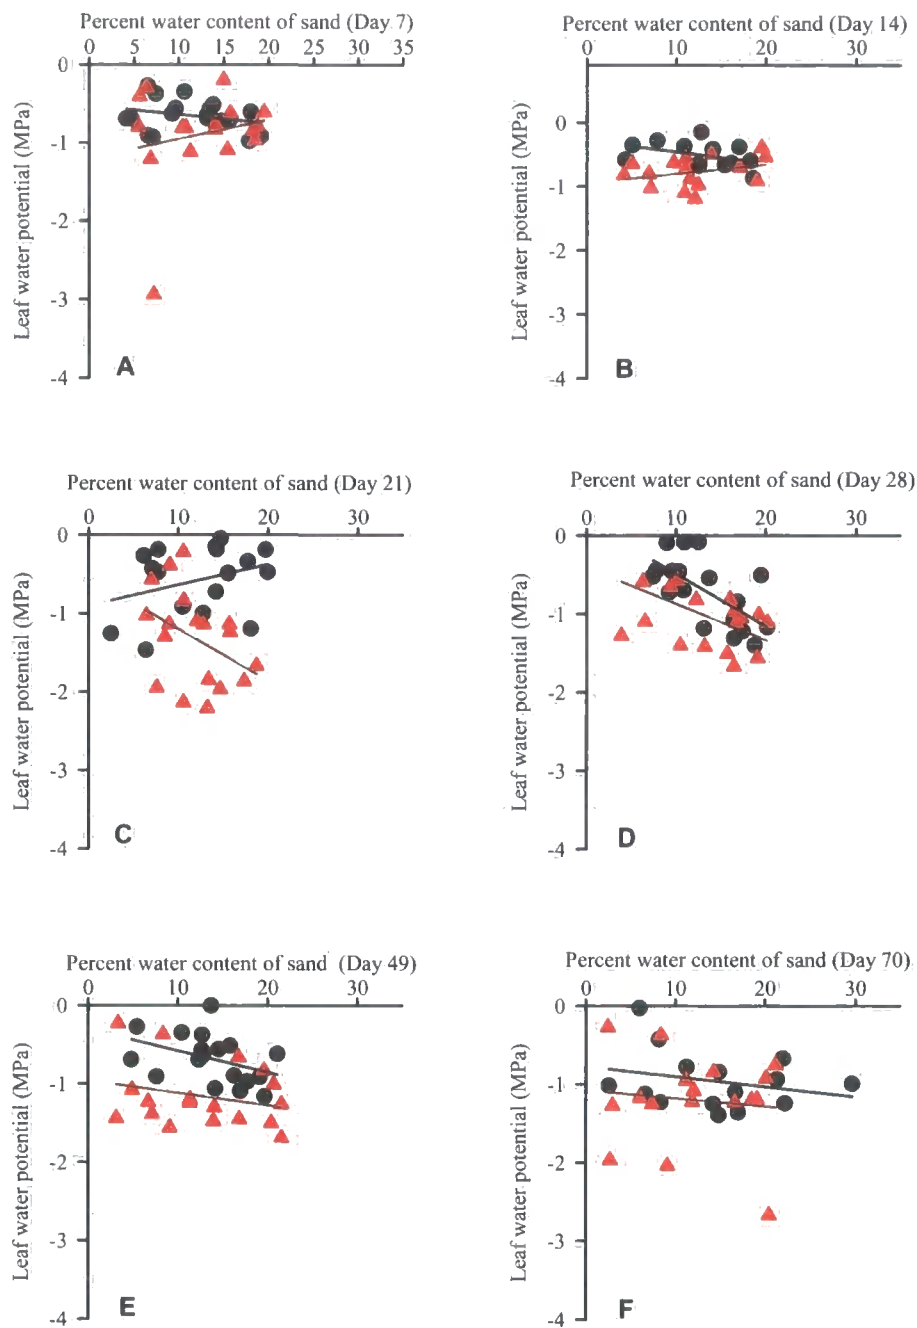 Percent water content of sand (Day 7)
0 5 10 15 20 25 30 35
0
-1
-2
-3
-4
Leaf water potential (MPa)
A
Percent water content of sand (Day 14)
0 10 20 30
0
-1
-2
-3
-4
Leaf water potential (MPa)
B
Percent water content of sand (Day 21)
0 10 20 30
0
-1
-2
-3
-4
Leaf water potential (MPa)
C
Percent water content of sand (Day 28)
0 10 20 30
0
-1
-2
-3
-4
Leaf water potential (MPa)
D
Percent water content of sand (Day 49)
0 10 20 30
0
-1
-2
-3
-4
Leaf water potential (MPa)
E
Percent water content of sand (Day 70)
0 10 20 30
0
-1
-2
-3
-4
Leaf water potential (MPa)
F